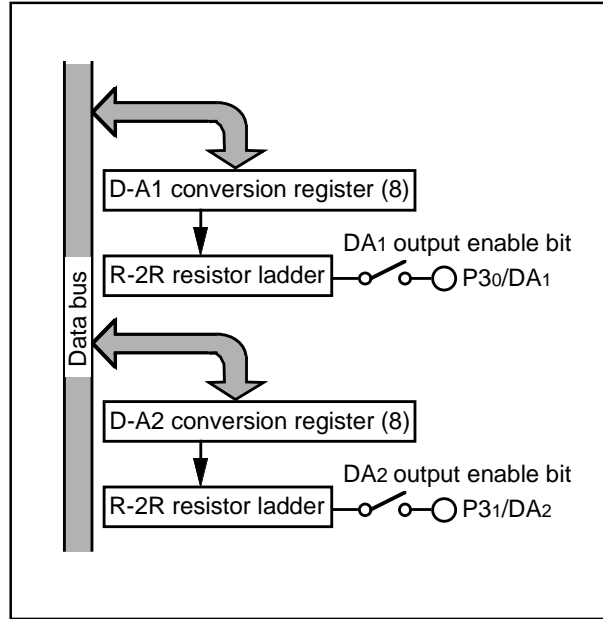 D-A1 conversion register (8)
DA1 output enable bit
R-2R resistor ladder
P30/DA1
Data bus
D-A2 conversion register (8)
DA2 output enable bit
R-2R resistor ladder
P31/DA2